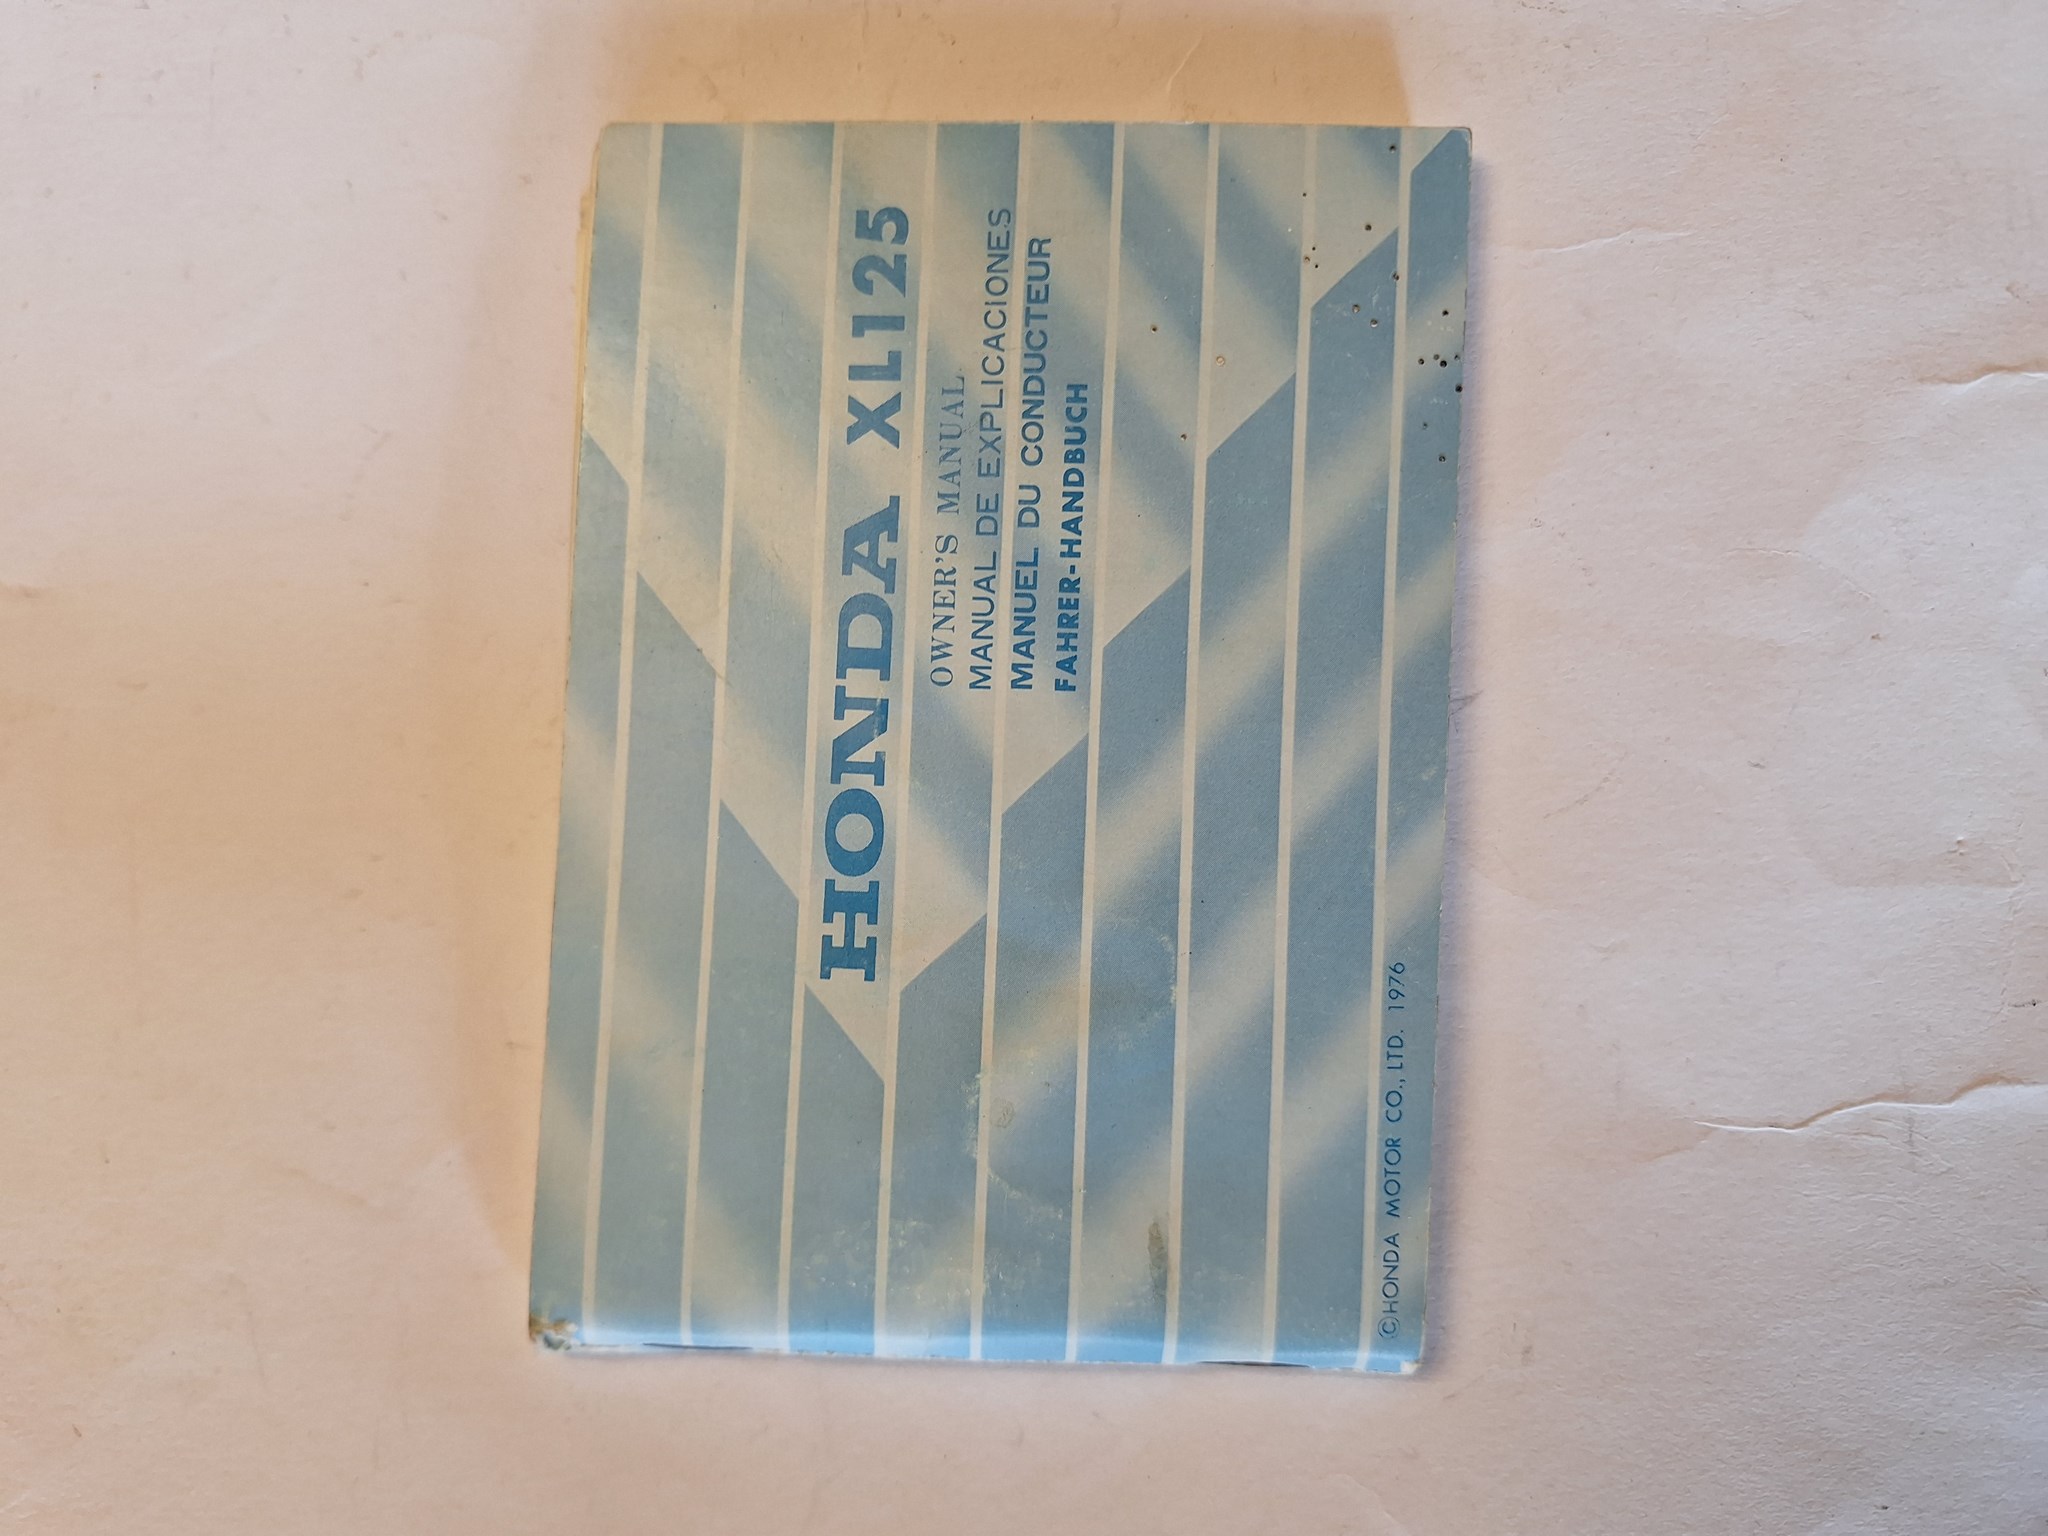 HONDA XL125
OWNER'S MANUAL
MANUAL DE EXPLICACIONES
MANUEL DU CONDUCTEUR
FAHRER-HANDBUCH
©HONDA MOTOR CO., LTD. 1976